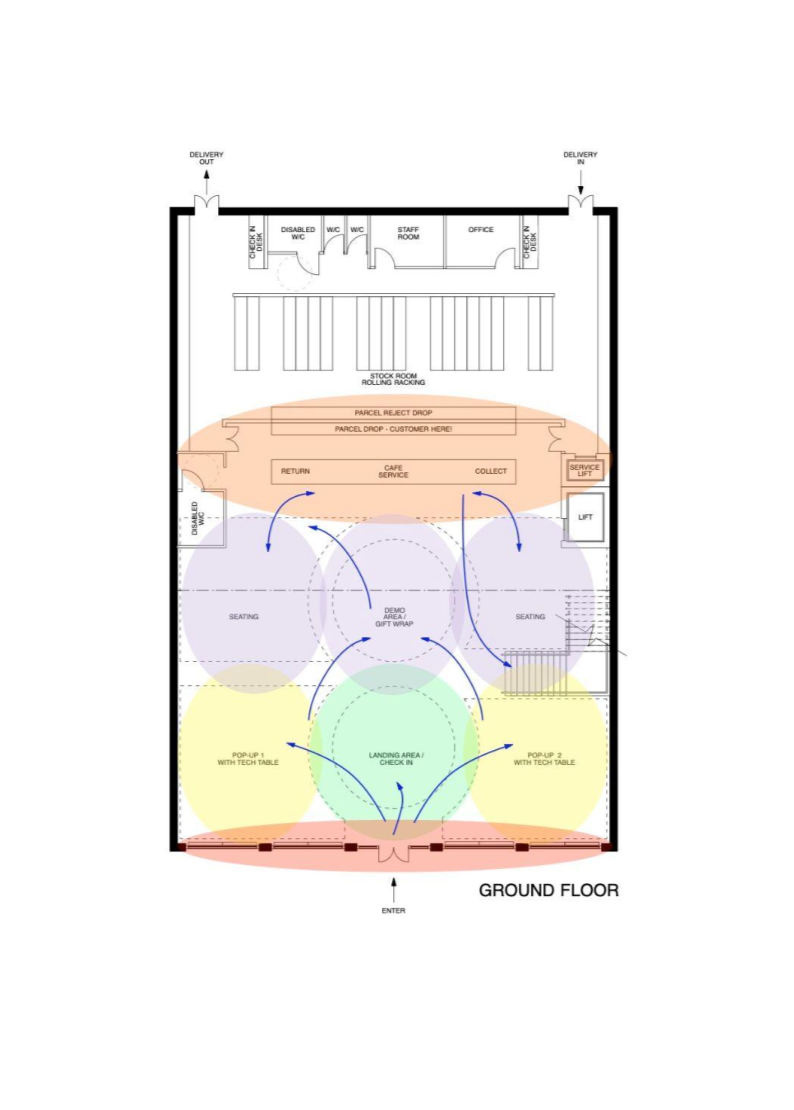 DELIVERY
OUT
DELIVERY
IN
CHECK IN
DESK
DISABLED
W/C
W/C
W/C
STAFF
ROOM
OFFICE
CHECK IN
DESK
STOCK ROOM
ROLLING RACKING
PARCEL REJECT DROP
PARCEL DROP - CUSTOMER HERE!
RETURN
CAFE
SERVICE
COLLECT
SERVICE
LIFT
DISABLED
W/C
LIFT
SEATING
DEMO
AREA /
GIFT WRAP
SEATING
POP-UP 1
WITH TECH TABLE
LANDING AREA /
CHECK IN
POP-UP 2
WITH TECH TABLE
GROUND FLOOR
ENTER